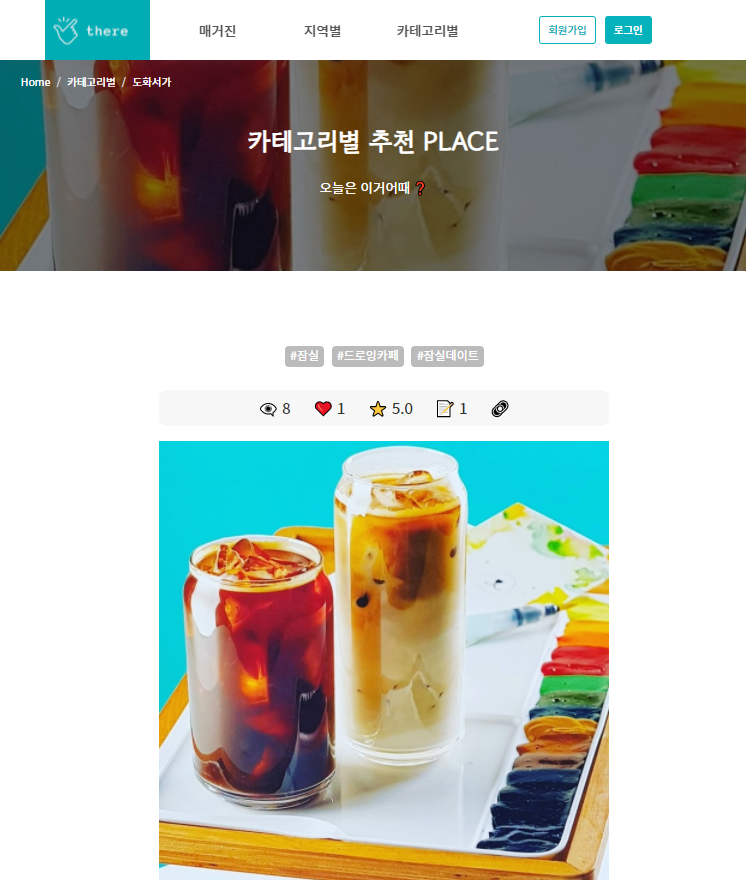 there 매거진 지역별 카테고리별 회원가입 로그인
Home / 카테고리별 / 도화서가
카테고리별 추천 PLACE
오늘은 이거어때❓
#잠실 #드로잉카페 #잠실데이트
8 1 5.0 1